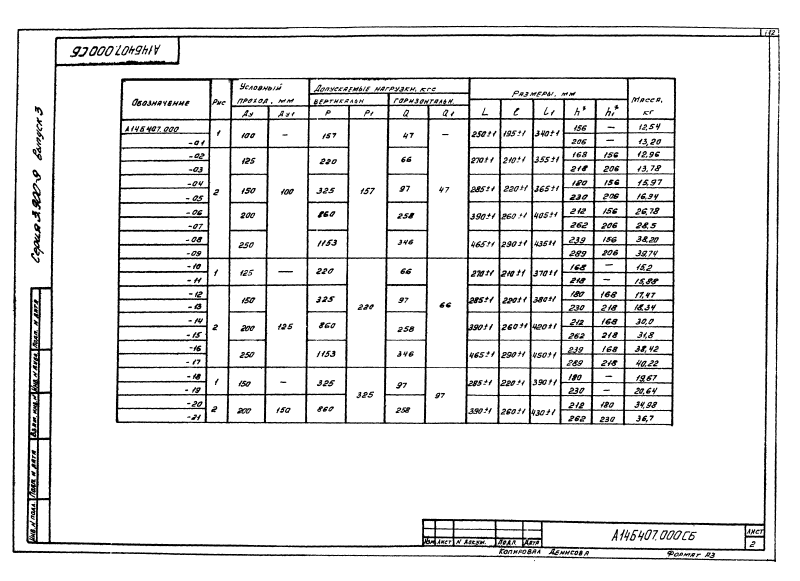 192
А14Б407.000СБ
Серия 3.900-9 выпуск 3
Обозначение Рис Условный проход, мм Допускаемые нагрузки, кгс Размеры, мм Масса, кг
вертикальн горизонтальн.
Ду Ду1 P P1 Q Q1 L ℓ L1 h* h1*
А14Б407.000 1 100 — 157 157 47 47 250±1 195±1 340±1 156 — 12,54
-01 206 — 13,20
-02 2 125 100 220 66 270±1 210±1 355±1 168 156 12,96
-03 218 206 13,78
-04 150 325 97 285±1 220±1 365±1 180 156 15,97
-05 230 206 16,94
-06 200 860 258 390±1 260±1 405±1 212 156 26,78
-07 262 206 28,5
-08 250 1153 346 465±1 290±1 435±1 239 156 38,20
-09 289 206 39,74
-10 1 125 — 220 220 66 66 270±1 210±1 370±1 168 — 15,2
-11 218 — 15,88
-12 2 150 125 325 97 285±1 220±1 380±1 180 168 17,47
-13 230 218 18,34
-14 200 860 258 390±1 260±1 420±1 212 168 30,0
-15 262 218 31,8
-16 250 1153 346 465±1 290±1 450±1 239 168 38,42
-17 289 218 40,22
-18 1 150 — 325 325 97 97 285±1 220±1 390±1 180 — 19,67
-19 230 — 20,64
-20 2 200 150 860 258 390±1 260±1 430±1 212 180 34,98
-21 262 230 36,7
Инв. № подл. Подп. и дата Взам. инв. № Инв. № дубл. Подп. и дата
Изм Лист № докум. Подп. Дата
А14Б407.000СБ
Лист
2
Копировал Денисова Формат А3